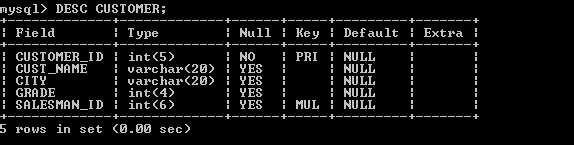 mysql> DESC CUSTOMER;
+-------------+-------------+------+-----+---------+-------+
| Field       | Type        | Null | Key | Default | Extra |
+-------------+-------------+------+-----+---------+-------+
| CUSTOMER_ID | int(5)      | NO   | PRI | NULL    |       |
| CUST_NAME   | varchar(20) | YES  |     | NULL    |       |
| CITY        | varchar(20) | YES  |     | NULL    |       |
| GRADE       | int(4)      | YES  |     | NULL    |       |
| SALESMAN_ID | int(6)      | YES  | MUL | NULL    |       |
+-------------+-------------+------+-----+---------+-------+
5 rows in set (0.00 sec)